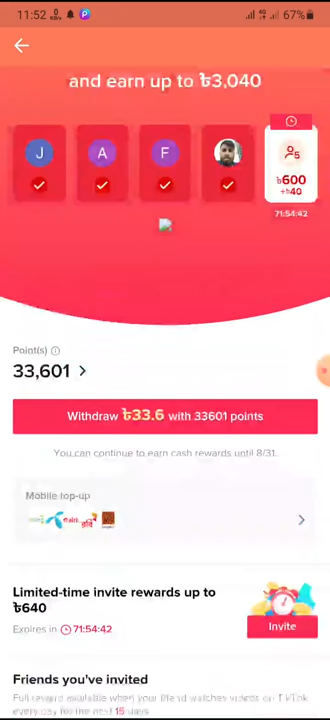 11:52
67%
and earn up to ৳3,040
J
A
F
5
৳600
+৳40
71:54:42
Point(s)
33,601
Withdraw ৳33.6 with 33601 points
You can continue to earn cash rewards until 8/31.
Mobile top-up
Limited-time invite rewards up to
৳640
Expires in 71:54:42
Invite
Friends you've invited
Full reward available when your friend watches videos on TikTok
every day for the next 15 days